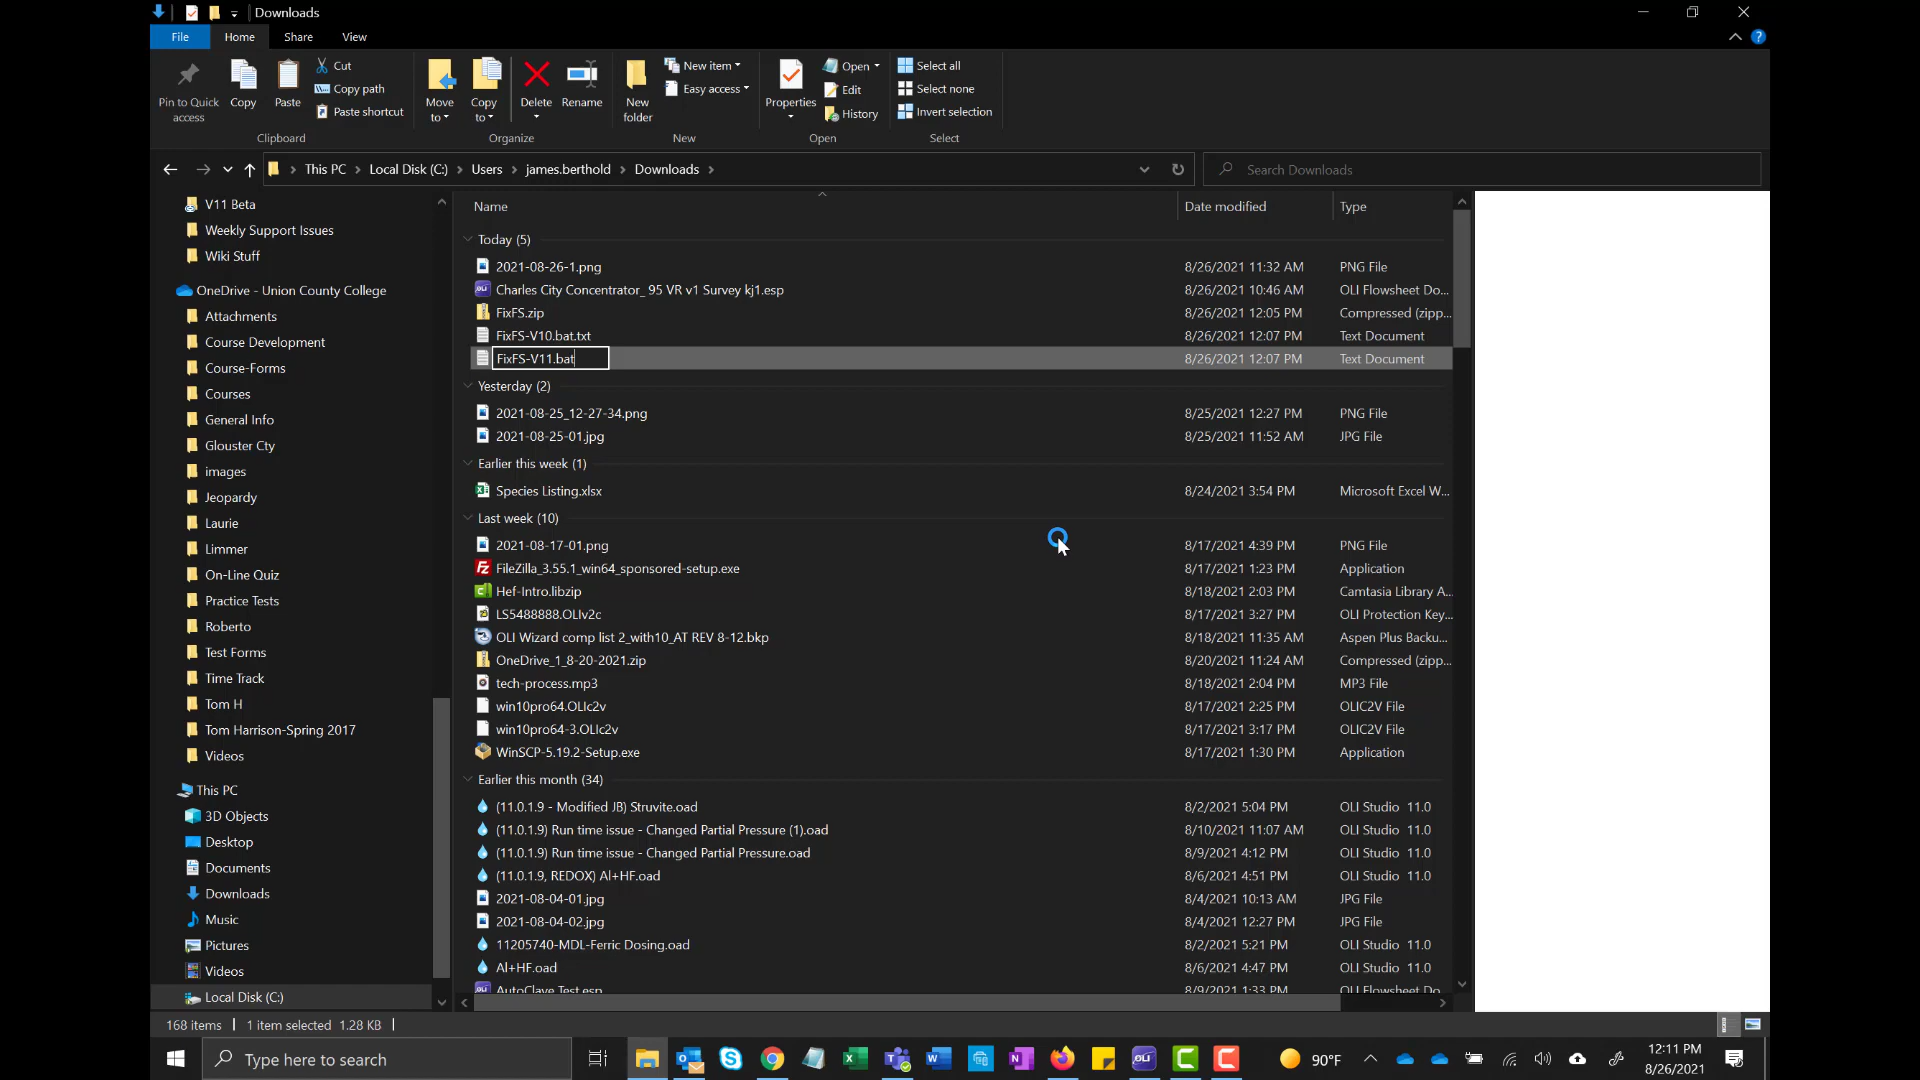 Downloads
File Home Share View
Pin to Quick access
Copy
Paste
Cut
Copy path
Paste shortcut
Clipboard
Move to
Copy to
Delete
Rename
Organize
New folder
New item
Easy access
New
Properties
Open
Edit
History
Open
Select all
Select none
Invert selection
Select
This PC Local Disk (C:) Users james.berthold Downloads
Search Downloads
V11 Beta
Weekly Support Issues
Wiki Stuff
OneDrive - Union County College
Attachments
Course Development
Course-Forms
Courses
General Info
Glouster Cty
images
Jeopardy
Laurie
Limmer
On-Line Quiz
Practice Tests
Roberto
Test Forms
Time Track
Tom H
Tom Harrison-Spring 2017
Videos
This PC
3D Objects
Desktop
Documents
Downloads
Music
Pictures
Videos
Local Disk (C:)
Name Date modified Type
Today (5)
2021-08-26-1.png 8/26/2021 11:32 AM PNG File
Charles City Concentrator_ 95 VR v1 Survey kj1.esp 8/26/2021 10:46 AM OLI Flowsheet Do...
FixFS.zip 8/26/2021 12:05 PM Compressed (zipp...
FixFS-V10.bat.txt 8/26/2021 12:07 PM Text Document
FixFS-V11.bat 8/26/2021 12:07 PM Text Document
Yesterday (2)
2021-08-25_12-27-34.png 8/25/2021 12:27 PM PNG File
2021-08-25-01.jpg 8/25/2021 11:52 AM JPG File
Earlier this week (1)
Species Listing.xlsx 8/24/2021 3:54 PM Microsoft Excel W...
Last week (10)
2021-08-17-01.png 8/17/2021 4:39 PM PNG File
FileZilla_3.55.1_win64_sponsored-setup.exe 8/17/2021 1:23 PM Application
Hef-Intro.libzip 8/18/2021 2:03 PM Camtasia Library A...
LS5488888.OLIv2c 8/17/2021 3:27 PM OLI Protection Key...
OLI Wizard comp list 2_with10_AT REV 8-12.bkp 8/18/2021 11:35 AM Aspen Plus Backu...
OneDrive_1_8-20-2021.zip 8/20/2021 11:24 AM Compressed (zipp...
tech-process.mp3 8/18/2021 2:04 PM MP3 File
win10pro64.OLIc2v 8/17/2021 2:25 PM OLIC2V File
win10pro64-3.OLIc2v 8/17/2021 3:17 PM OLIC2V File
WinSCP-5.19.2-Setup.exe 8/17/2021 1:30 PM Application
Earlier this month (34)
(11.0.1.9 - Modified JB) Struvite.oad 8/2/2021 5:04 PM OLI Studio 11.0
(11.0.1.9) Run time issue - Changed Partial Pressure (1).oad 8/10/2021 11:07 AM OLI Studio 11.0
(11.0.1.9) Run time issue - Changed Partial Pressure.oad 8/9/2021 4:12 PM OLI Studio 11.0
(11.0.1.9, REDOX) Al+HF.oad 8/6/2021 4:51 PM OLI Studio 11.0
2021-08-04-01.jpg 8/4/2021 10:13 AM JPG File
2021-08-04-02.jpg 8/4/2021 12:27 PM JPG File
11205740-MDL-Ferric Dosing.oad 8/2/2021 5:21 PM OLI Studio 11.0
Al+HF.oad 8/6/2021 4:47 PM OLI Studio 11.0
AutoClave Test.esp 8/9/2021 1:33 PM OLI Flowsheet Do...
168 items 1 item selected 1.28 KB
Type here to search
90°F
12:11 PM
8/26/2021